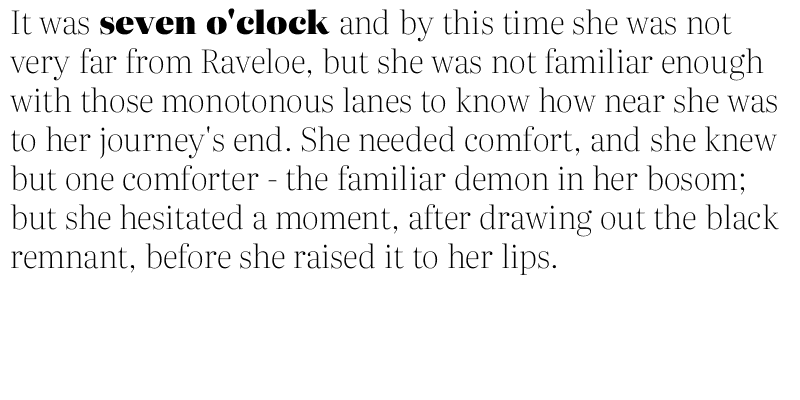 It was seven o'clock and by this time she was not
very far from Raveloe, but she was not familiar enough
with those monotonous lanes to know how near she was
to her journey's end. She needed comfort, and she knew
but one comforter - the familiar demon in her bosom;
but she hesitated a moment, after drawing out the black
remnant, before she raised it to her lips.